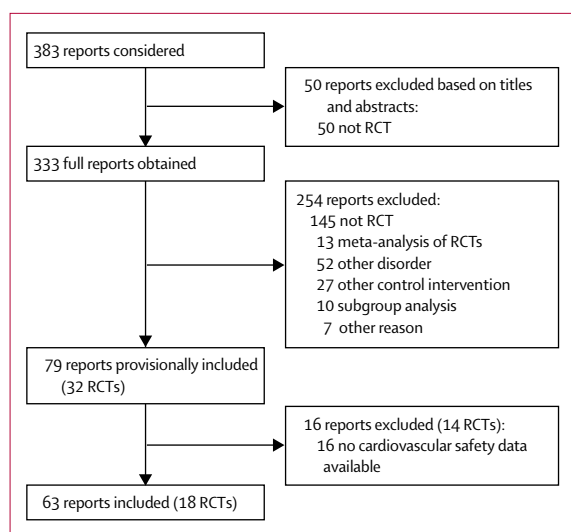 383 reports considered
50 reports excluded based on titles
and abstracts:
50 not RCT
333 full reports obtained
254 reports excluded:
145 not RCT
13 meta-analysis of RCTs
52 other disorder
27 other control intervention
10 subgroup analysis
7 other reason
79 reports provisionally included
(32 RCTs)
16 reports excluded (14 RCTs):
16 no cardiovascular safety data
available
63 reports included (18 RCTs)